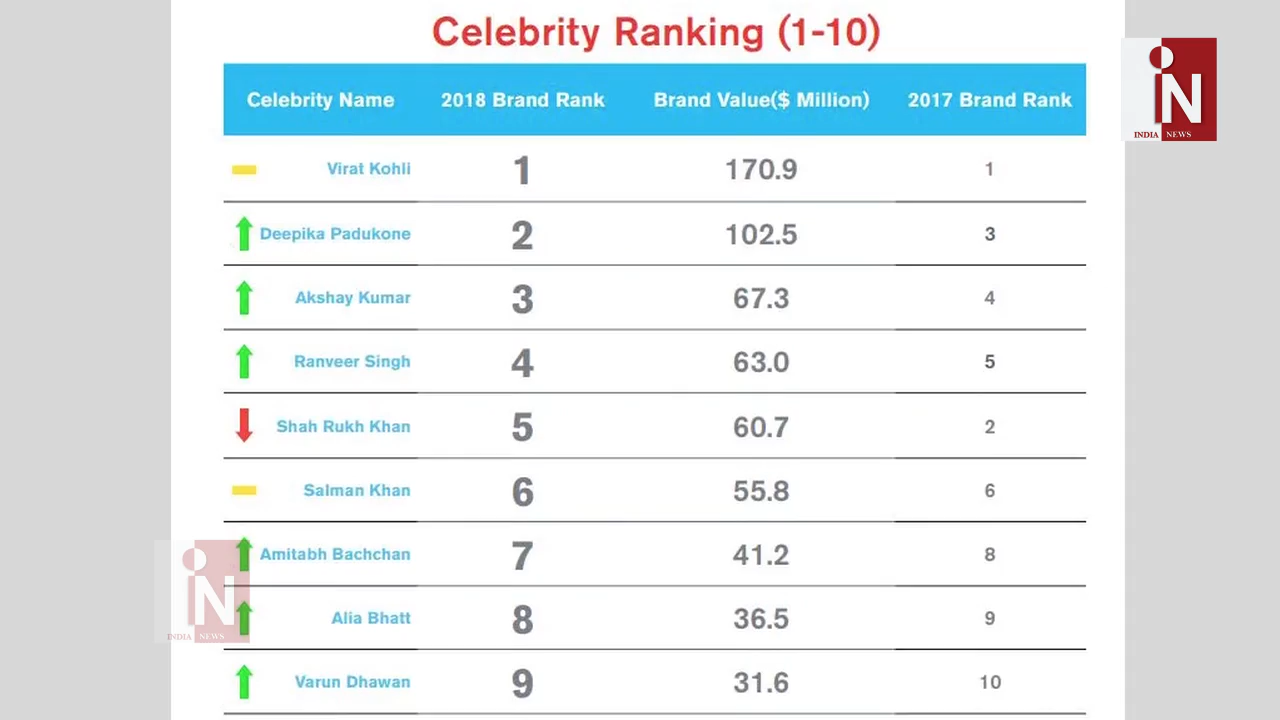 Celebrity Ranking (1-10)
Celebrity Name 2018 Brand Rank Brand Value($ Million) 2017 Brand Rank
Virat Kohli 1 170.9 1
Deepika Padukone 2 102.5 3
Akshay Kumar 3 67.3 4
Ranveer Singh 4 63.0 5
Shah Rukh Khan 5 60.7 2
Salman Khan 6 55.8 6
Amitabh Bachchan 7 41.2 8
Alia Bhatt 8 36.5 9
Varun Dhawan 9 31.6 10
iN
INDIA NEWS
iN
INDIA NEWS